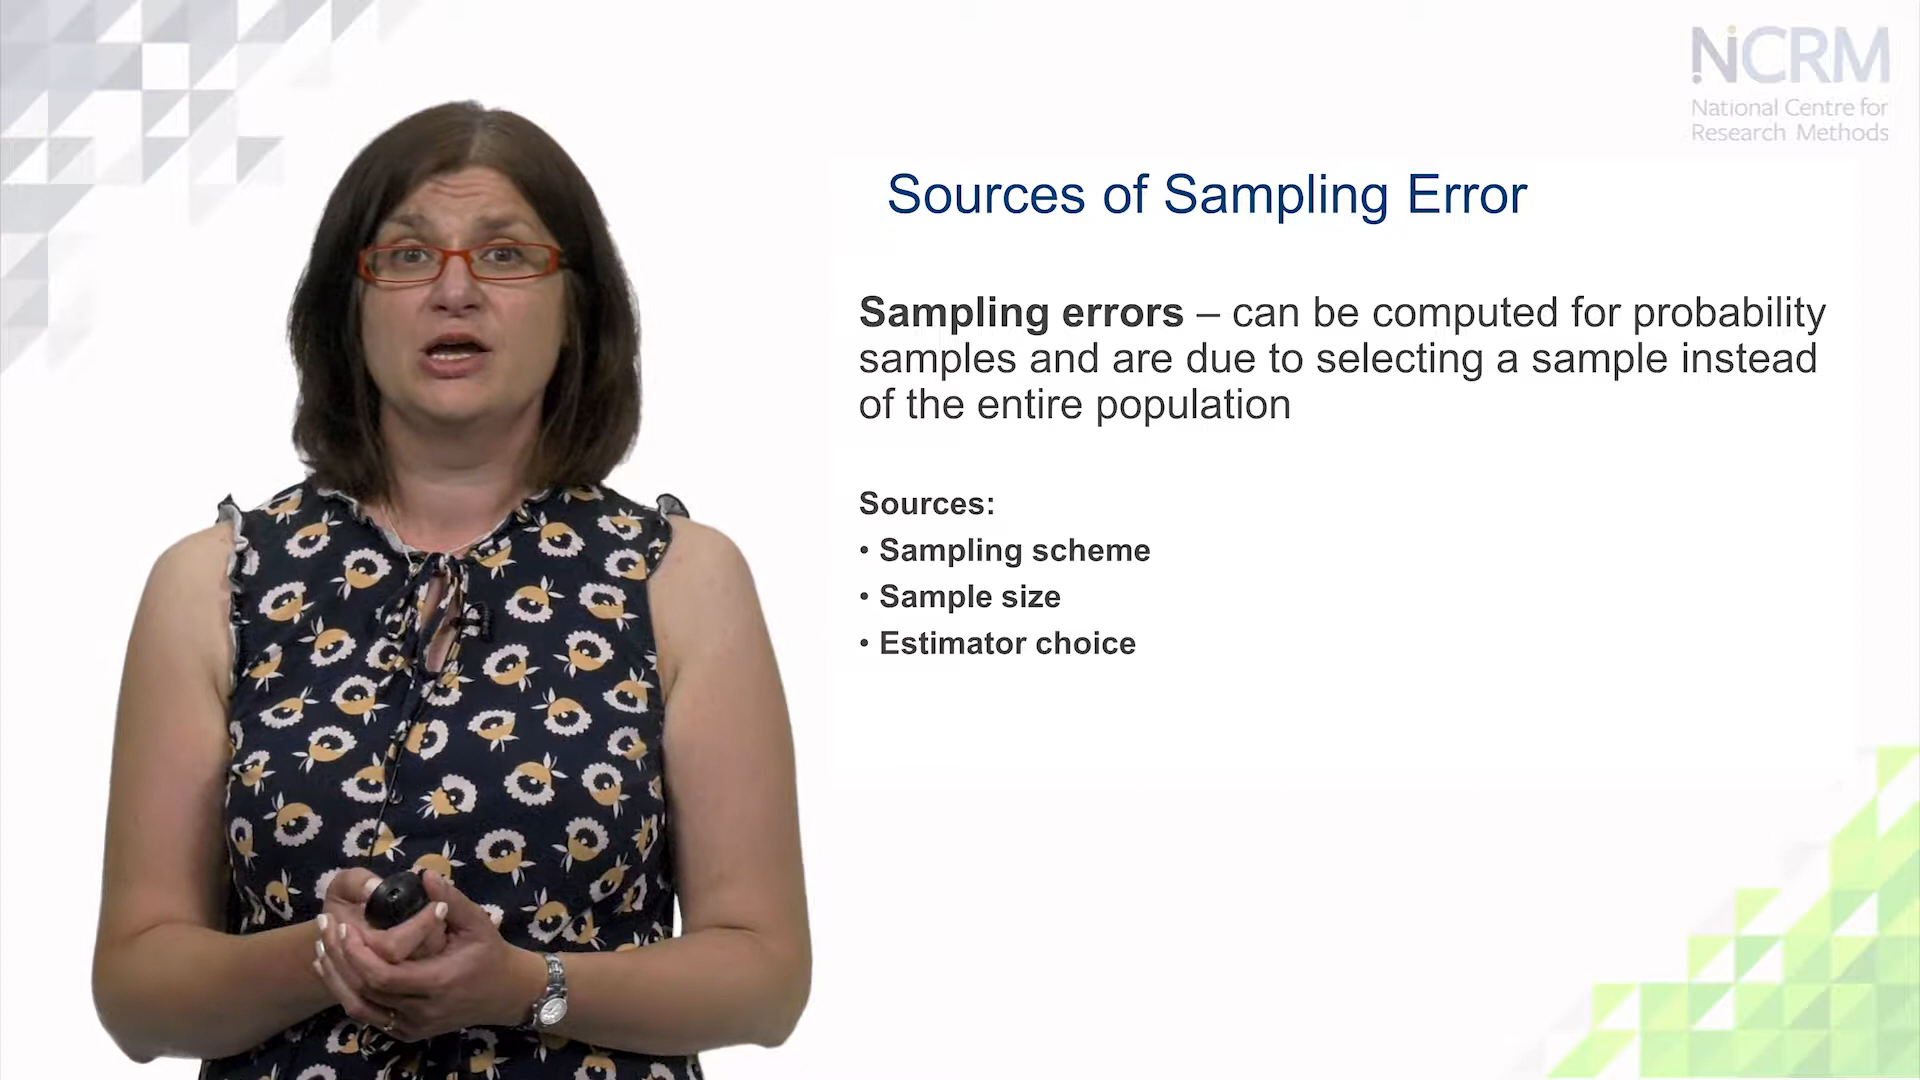 NCRM
National Centre for
Research Methods
Sources of Sampling Error
Sampling errors – can be computed for probability
samples and are due to selecting a sample instead
of the entire population
Sources:
• Sampling scheme
• Sample size
• Estimator choice